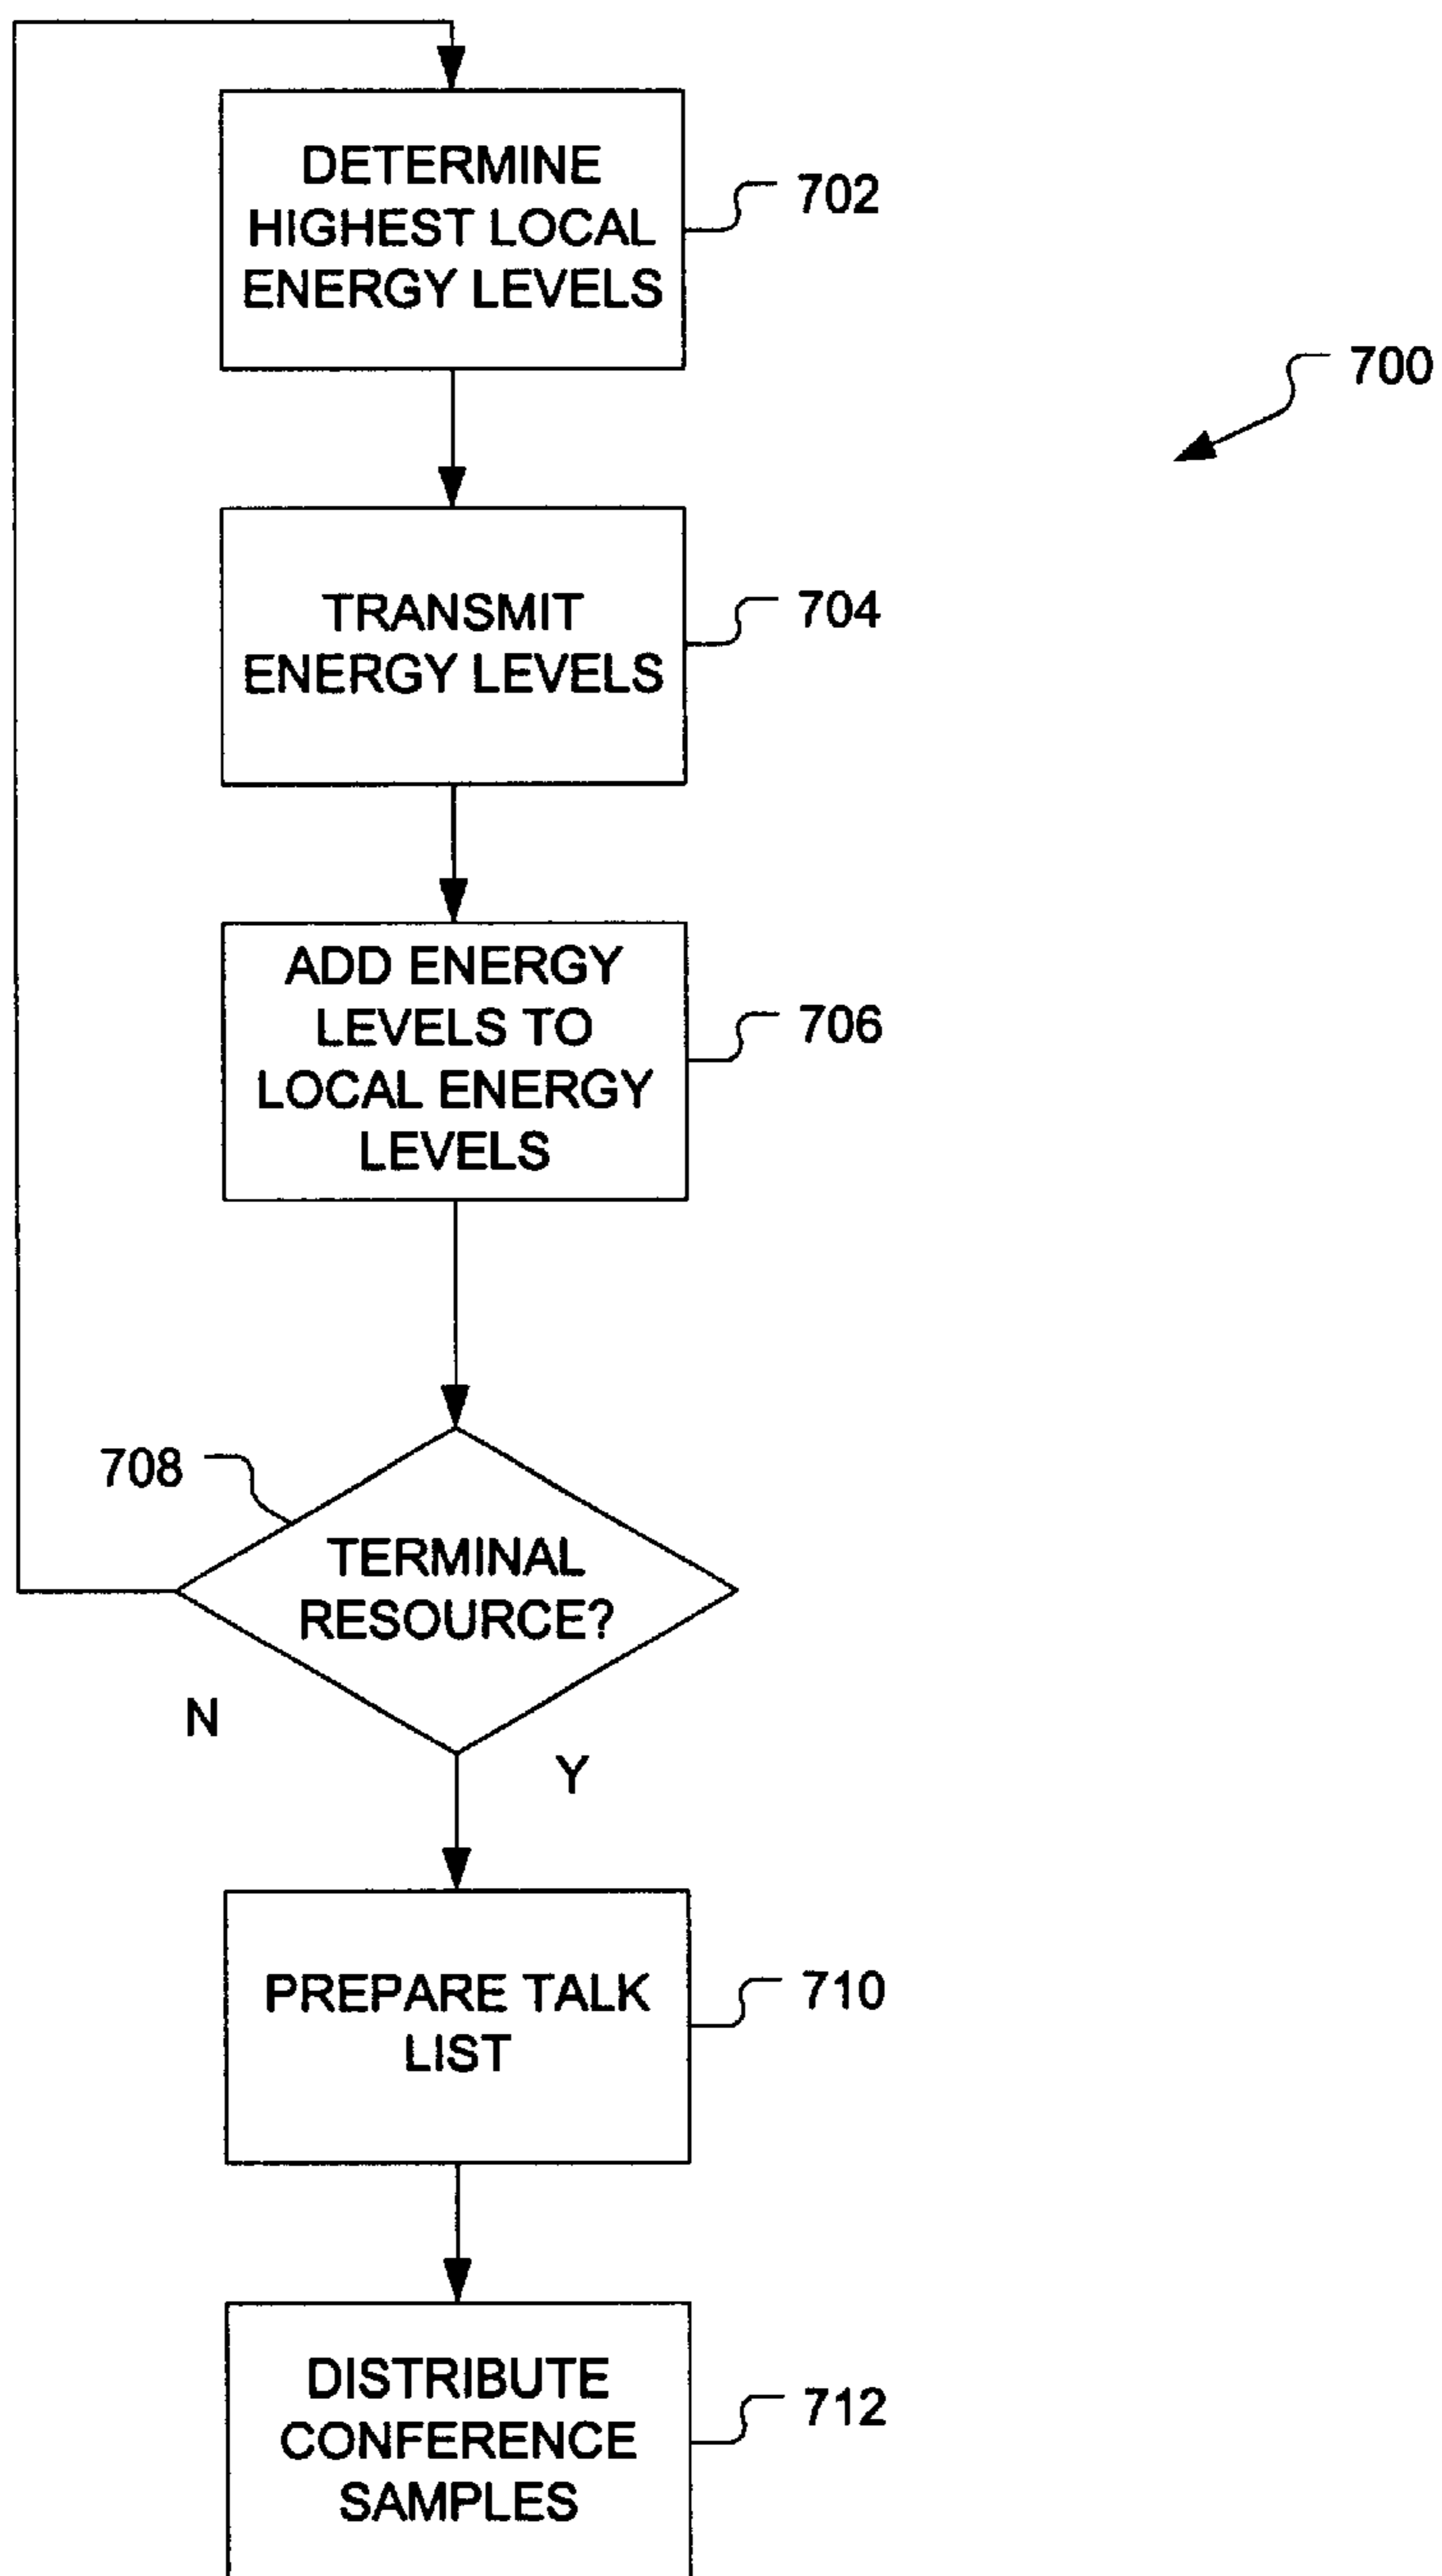 DETERMINE
HIGHEST LOCAL
ENERGY LEVELS
702
700
TRANSMIT
ENERGY LEVELS
704
ADD ENERGY
LEVELS TO
LOCAL ENERGY
LEVELS
706
708
TERMINAL
RESOURCE?
N
Y
PREPARE TALK
LIST
710
DISTRIBUTE
CONFERENCE
SAMPLES
712